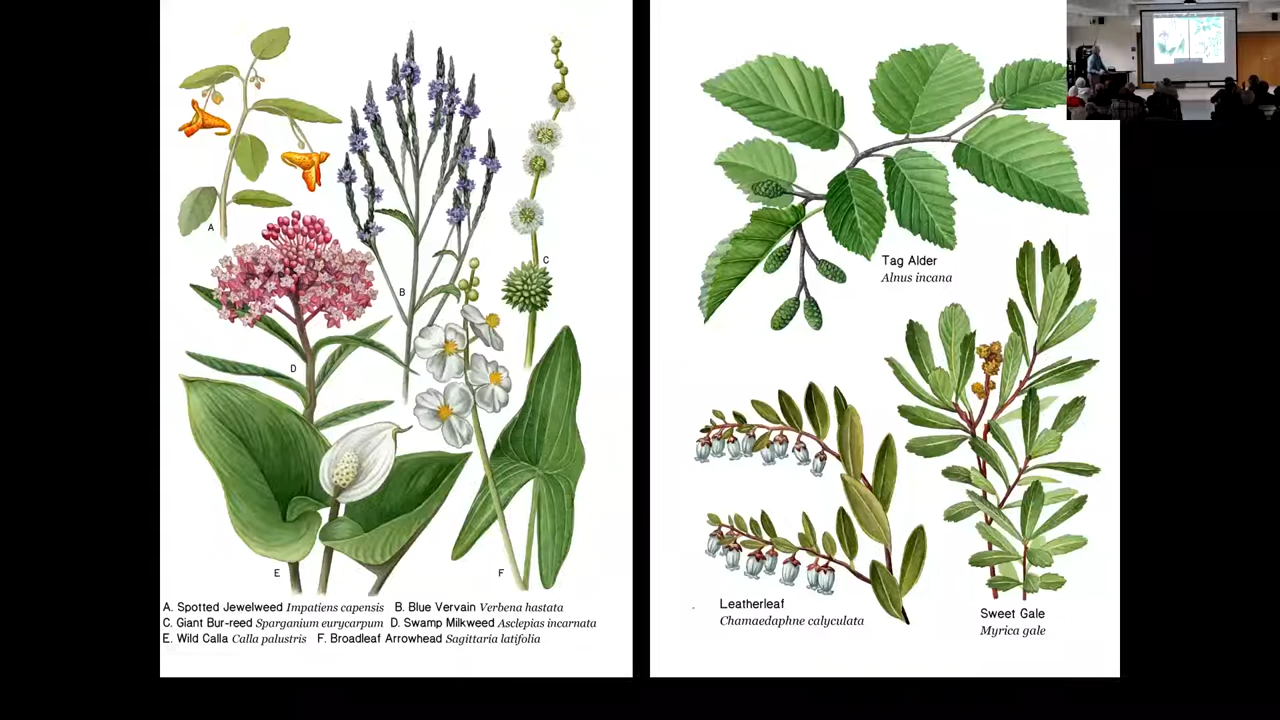 A
B
C
D
E
F
A. Spotted Jewelweed Impatiens capensis B. Blue Vervain Verbena hastata
C. Giant Bur-reed Sparganium eurycarpum D. Swamp Milkweed Asclepias incarnata
E. Wild Calla Calla palustris F. Broadleaf Arrowhead Sagittaria latifolia
Tag Alder
Alnus incana
Leatherleaf
Chamaedaphne calyculata
Sweet Gale
Myrica gale